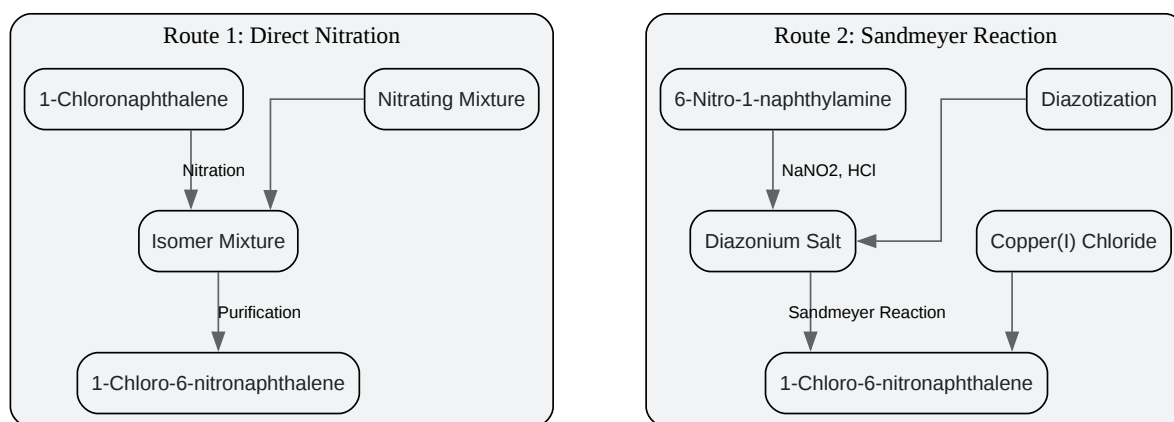 Route 1: Direct Nitration
1-Chloronaphthalene
Nitrating Mixture
Nitration
Isomer Mixture
Purification
1-Chloro-6-nitronaphthalene
Route 2: Sandmeyer Reaction
6-Nitro-1-naphthylamine
Diazotization
NaNO2, HCl
Diazonium Salt
Copper(I) Chloride
Sandmeyer Reaction
1-Chloro-6-nitronaphthalene